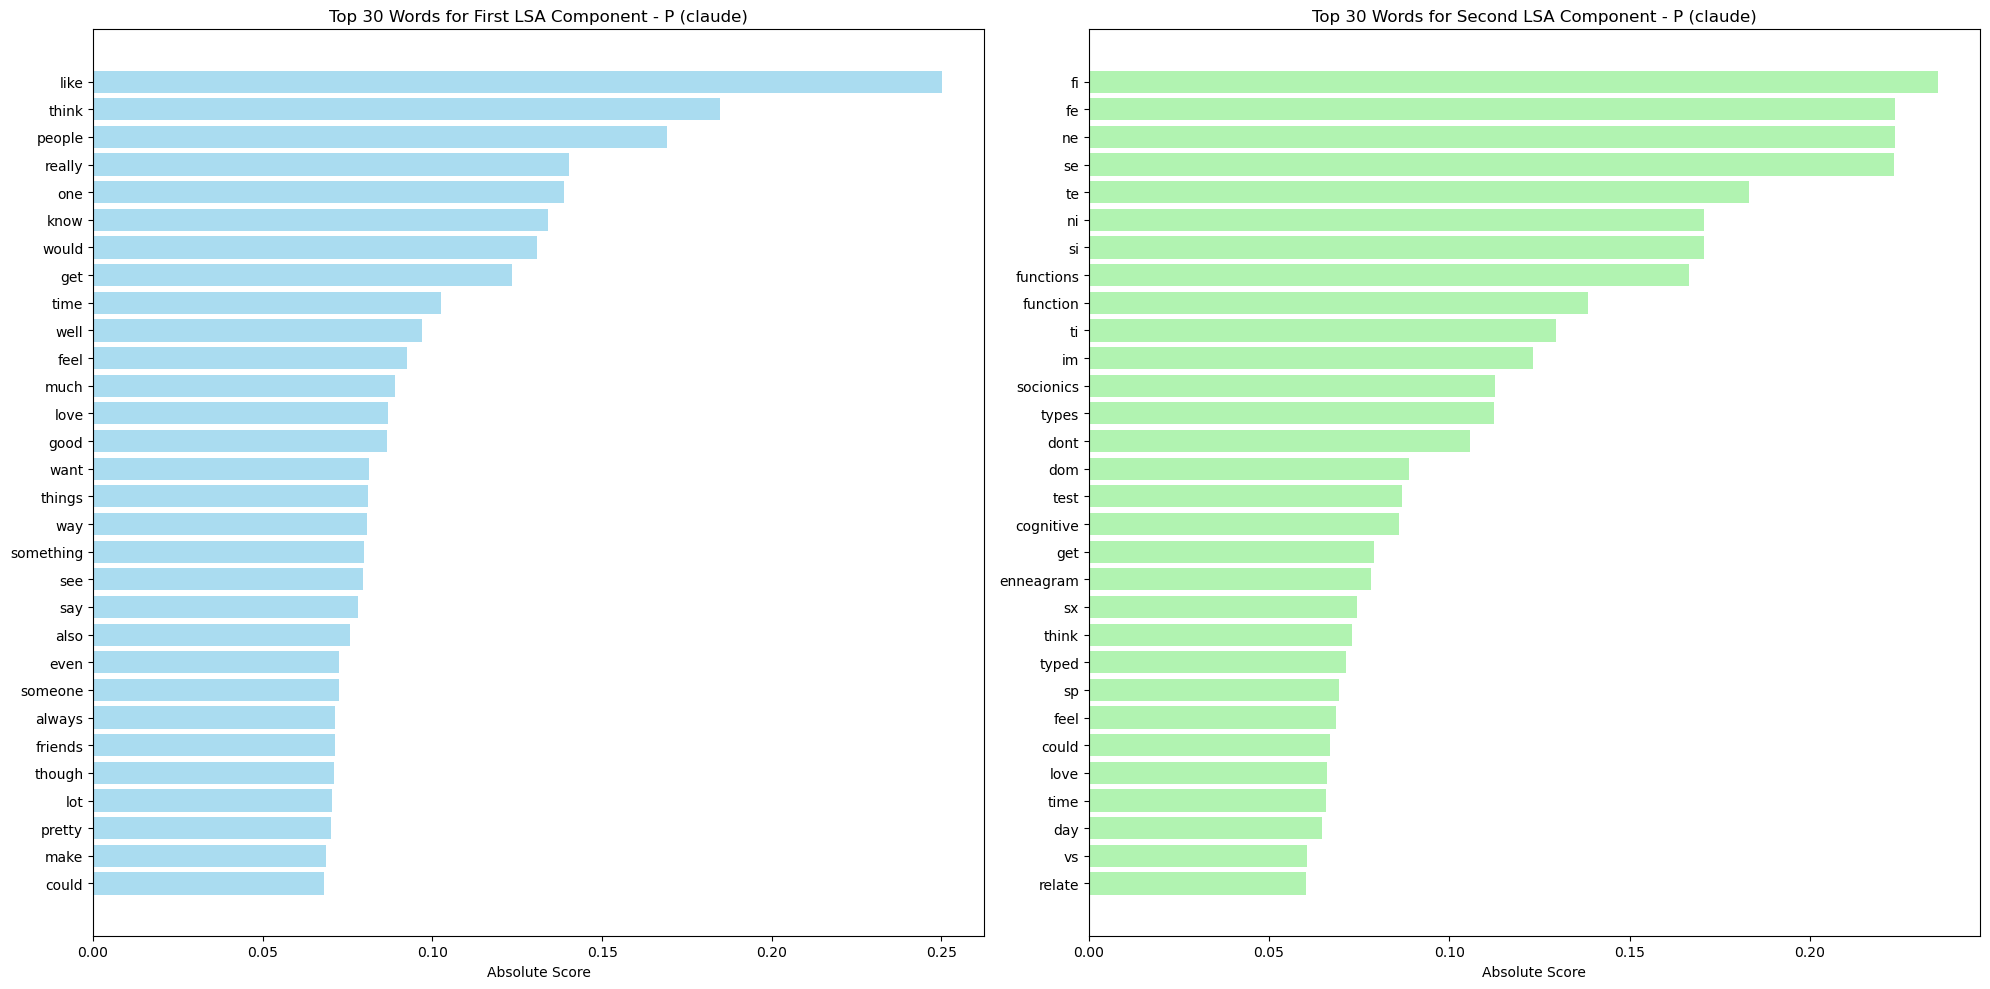 Top 30 Words for First LSA Component - P (claude)
like
think
people
really
one
know
would
get
time
well
feel
much
love
good
want
things
way
something
see
say
also
even
someone
always
friends
though
lot
pretty
make
could
0.00 0.05 0.10 0.15 0.20 0.25
Absolute Score
Top 30 Words for Second LSA Component - P (claude)
fi
fe
ne
se
te
ni
si
functions
function
ti
im
socionics
types
dont
dom
test
cognitive
get
enneagram
sx
think
typed
sp
feel
could
love
time
day
vs
relate
0.00 0.05 0.10 0.15 0.20
Absolute Score